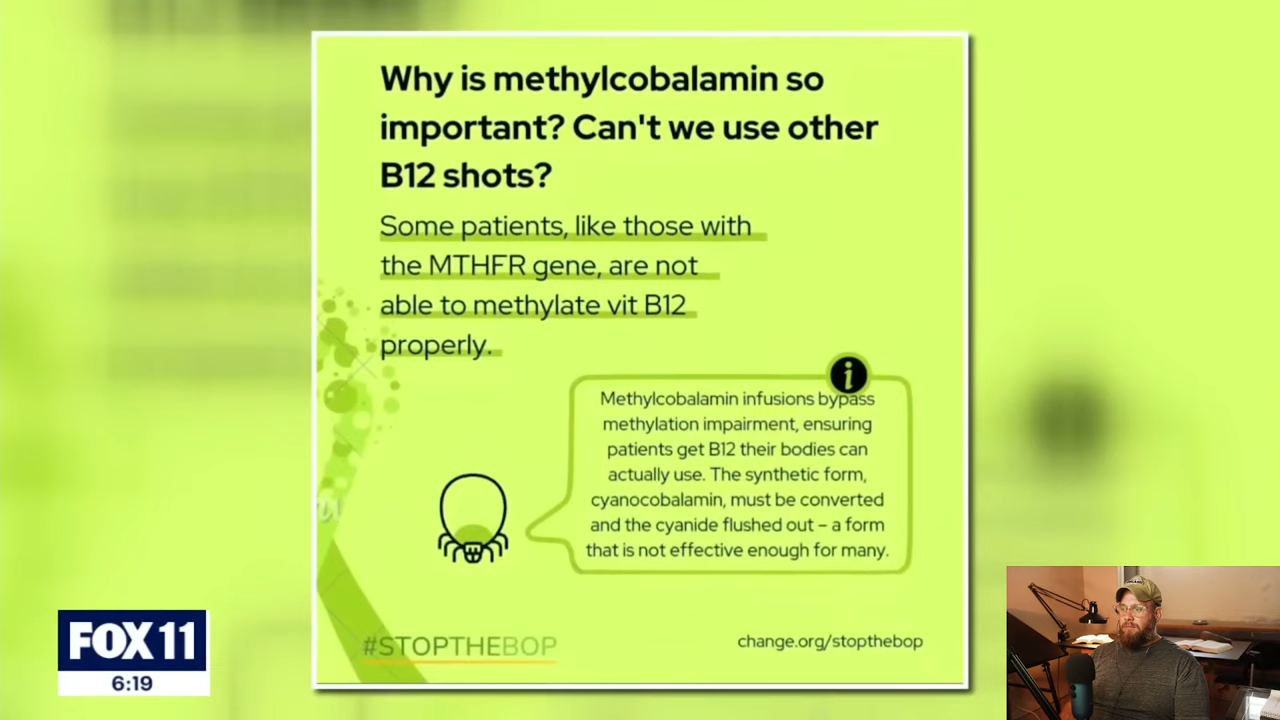 Why is methylcobalamin so
important? Can't we use other
B12 shots?
Some patients, like those with
the MTHFR gene, are not
able to methylate vit B12
properly.
i
Methylcobalamin infusions bypass
methylation impairment, ensuring
patients get B12 their bodies can
actually use. The synthetic form,
cyanocobalamin, must be converted
and the cyanide flushed out – a form
that is not effective enough for many.
#STOPTHEBOP
change.org/stopthebop
FOX 11
6:19